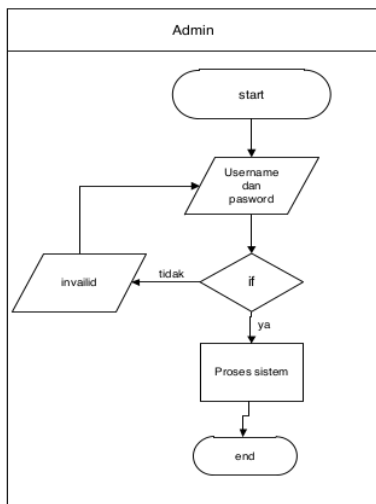 Admin
start
Username
dan
pasword
tidak
invailid
if
ya
Proses sistem
end